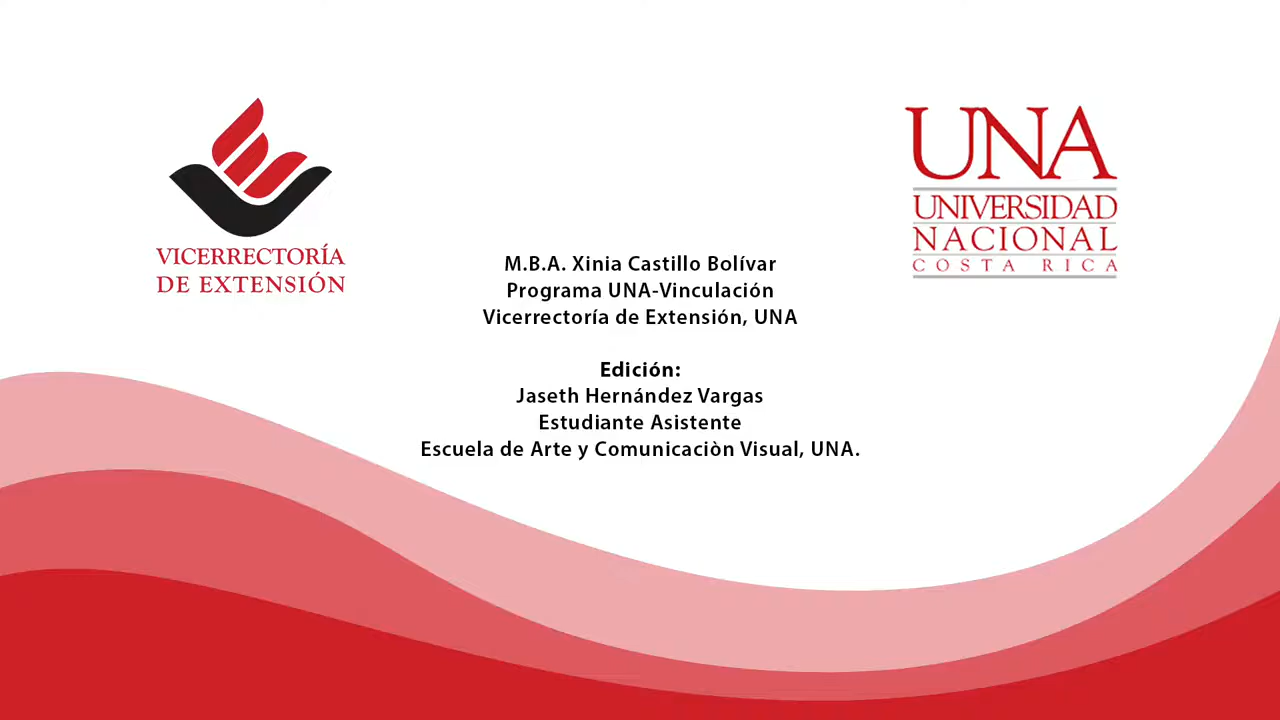 VICERRECTORÍA
DE EXTENSIÓN
UNA
UNIVERSIDAD
NACIONAL
COSTA RICA
M.B.A. Xinia Castillo Bolívar
Programa UNA-Vinculación
Vicerrectoría de Extensión, UNA
Edición:
Jaseth Hernández Vargas
Estudiante Asistente
Escuela de Arte y Comunicaciòn Visual, UNA.